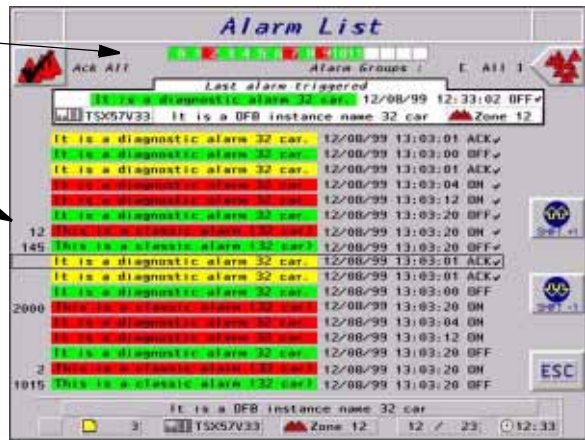 Alarm List
Ack All
Alarm Groups :
[ All ]
Last alarm triggered
It is a diagnostic alarm 32 car. 12/08/99 12:33:02 OFF✓
TSX57V33 It is a DFB instance name 32 car Zone 12
It is a diagnostic alarm 32 car. 12/08/99 13:03:01 ACK✓
It is a diagnostic alarm 32 car. 12/08/99 13:03:00 OFF✓
It is a diagnostic alarm 32 car. 12/08/99 13:03:01 ACK✓
It is a diagnostic alarm 32 car. 12/08/99 13:03:04 ON ✓
It is a diagnostic alarm 32 car. 12/08/99 13:03:12 ON ✓
It is a diagnostic alarm 32 car. 12/08/99 13:03:20 OFF✓
12 This is a classic alarm (32 car) 12/08/99 13:03:20 ON ✓
145 This is a classic alarm (32 car) 12/08/99 13:03:20 OFF✓
It is a diagnostic alarm 32 car. 12/08/99 13:03:01 ACK✓
It is a diagnostic alarm 32 car. 12/08/99 13:03:01 ACK✓
It is a diagnostic alarm 32 car. 12/08/99 13:03:00 OFF
2000 This is a classic alarm (32 car) 12/08/99 13:03:20 ON
It is a diagnostic alarm 32 car. 12/08/99 13:03:04 ON
It is a diagnostic alarm 32 car. 12/08/99 13:03:12 ON
It is a diagnostic alarm 32 car. 12/08/99 13:03:20 OFF
2 This is a classic alarm (32 car) 12/08/99 13:03:20 ON
1015 This is a classic alarm (32 car) 12/08/99 13:03:20 OFF
SHIFT +1
SHIFT -1
ESC
It is a DFB instance name 32 car
3 TSX57V33 Zone 12 12 / 23 12:33